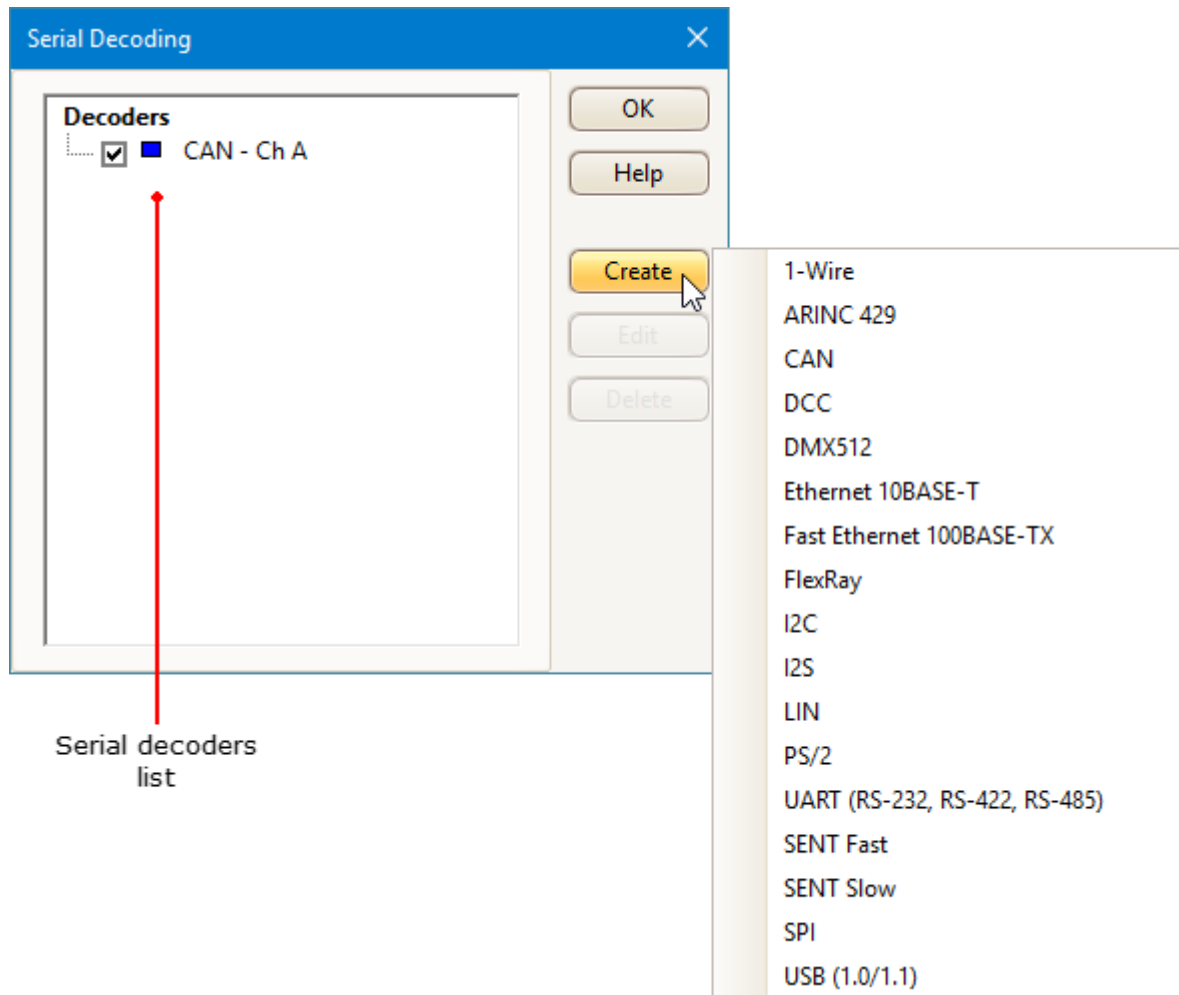 Serial Decoding
Decoders
CAN - Ch A
OK
Help
Create
Edit
Delete
1-Wire
ARINC 429
CAN
DCC
DMX512
Ethernet 10BASE-T
Fast Ethernet 100BASE-TX
FlexRay
I2C
I2S
LIN
PS/2
UART (RS-232, RS-422, RS-485)
SENT Fast
SENT Slow
SPI
USB (1.0/1.1)
Serial decoders
list